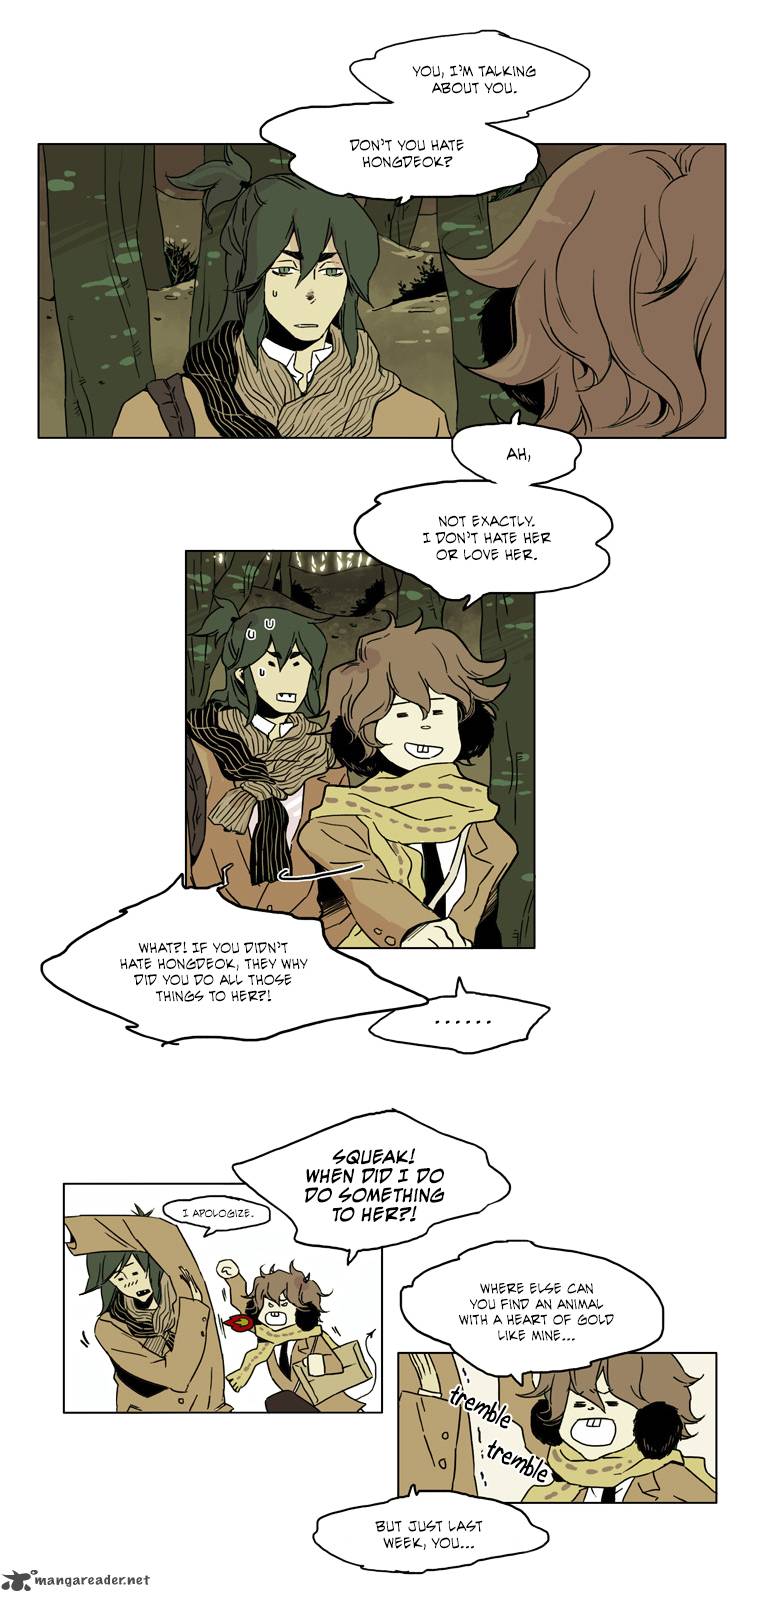 YOU, I'M TALKING
ABOUT YOU.
DON'T YOU HATE
HONGDEOK?
AH,
NOT EXACTLY.
I DON'T HATE HER
OR LOVE HER.
WHAT?! IF YOU DIDN'T
HATE HONGDEOK, THEY WHY
DID YOU DO ALL THOSE
THINGS TO HER?!
......
SQUEAK!
WHEN DID I DO
DO SOMETHING
TO HER?!
I APOLOGIZE.
WHERE ELSE CAN
YOU FIND AN ANIMAL
WITH A HEART OF GOLD
LIKE MINE...
tremble
tremble
BUT JUST LAST
WEEK, YOU...
mangareader.net